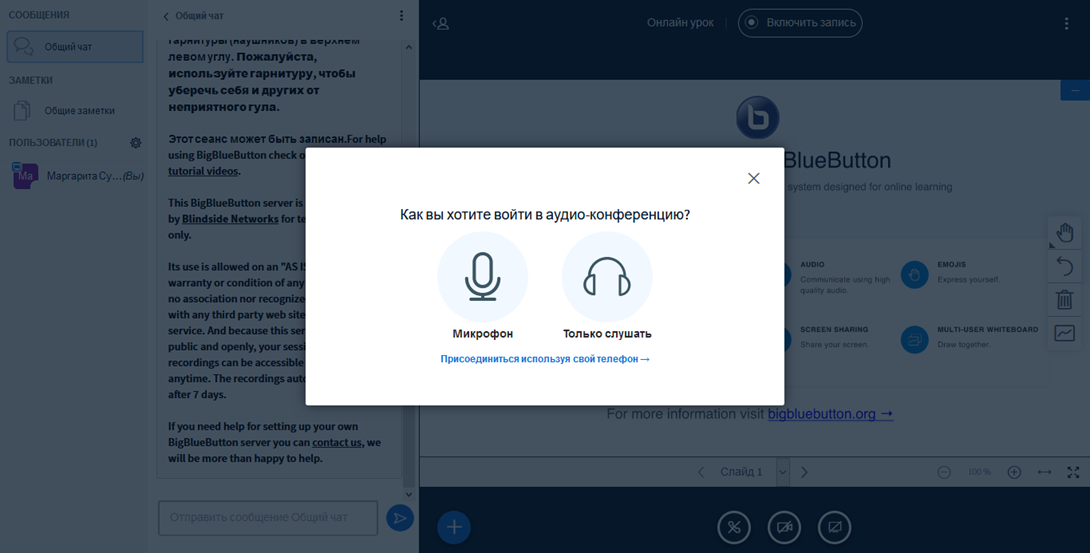 СООБЩЕНИЯ
Общий чат
ЗАМЕТКИ
Общие заметки
ПОЛЬЗОВАТЕЛИ (1)
Ma
Маргарита Су...(Вы)
Общий чат
гарнитуры (наушников) в верхнем
левом углу. Пожалуйста,
используйте гарнитуру, чтобы
уберечь себя и других от
неприятного гула.
Этот сеанс может быть записан.For help
using BigBlueButton check
tutorial videos.
This BigBlueButton server is
by Blindside Networks for
only.
Its use is allowed on an "AS
warranty or condition of any
no association nor
with any third party web
service. And because this
public and openly, your
recordings can be accessible
anytime. The recordings
after 7 days.
If you need help for setting up your own
BigBlueButton server you can contact us, we
will be more than happy to help.
Отправить сообщение Общий чат
Онлайн урок
Включить запись
b
BlueButton
system designed for online learning
AUDIO
Communicate using high
quality audio.
EMOJIS
Express yourself.
SCREEN SHARING
Share your screen.
MULTI-USER WHITEBOARD
Draw together.
For more information visit bigbluebutton.org →
Слайд 1
100 %
Как вы хотите войти в аудио-конференцию?
Микрофон
Только слушать
Присоединиться используя свой телефон →